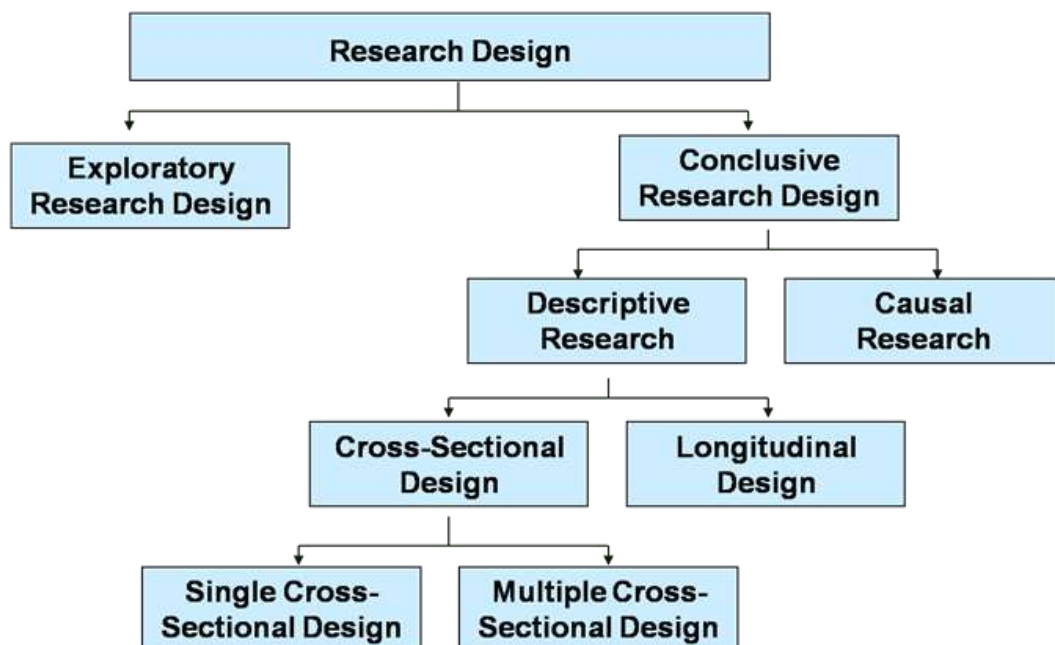 Research Design
Exploratory
Research Design
Conclusive
Research Design
Descriptive
Research
Causal
Research
Cross-Sectional
Design
Longitudinal
Design
Single Cross-
Sectional Design
Multiple Cross-
Sectional Design